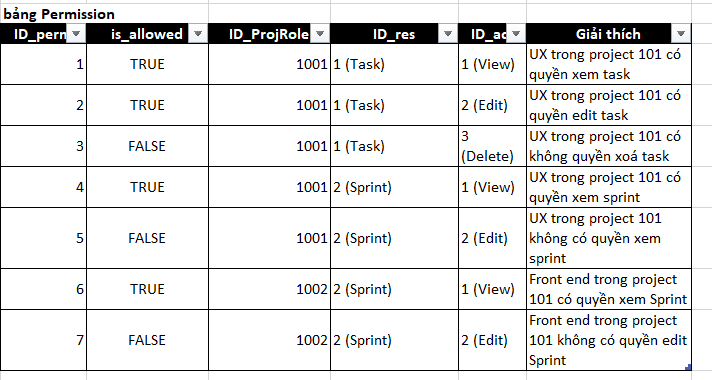 bảng Permission
ID_perm is_allowed ID_ProjRole ID_res ID_ac Giải thích
1 TRUE 1001 1 (Task) 1 (View) UX trong project 101 có
quyền xem task
2 TRUE 1001 1 (Task) 2 (Edit) UX trong project 101 có
quyền edit task
3 FALSE 1001 1 (Task) 3
(Delete) UX trong project 101 có
không quyền xoá task
4 TRUE 1001 2 (Sprint) 1 (View) UX trong project 101 có
quyền xem sprint
5 FALSE 1001 2 (Sprint) 2 (Edit) UX trong project 101
không có quyền xem
sprint
6 TRUE 1002 2 (Sprint) 1 (View) Front end trong project
101 có quyền xem Sprint
7 FALSE 1002 2 (Sprint) 2 (Edit) Front end trong project
101 không có quyền edit
Sprint